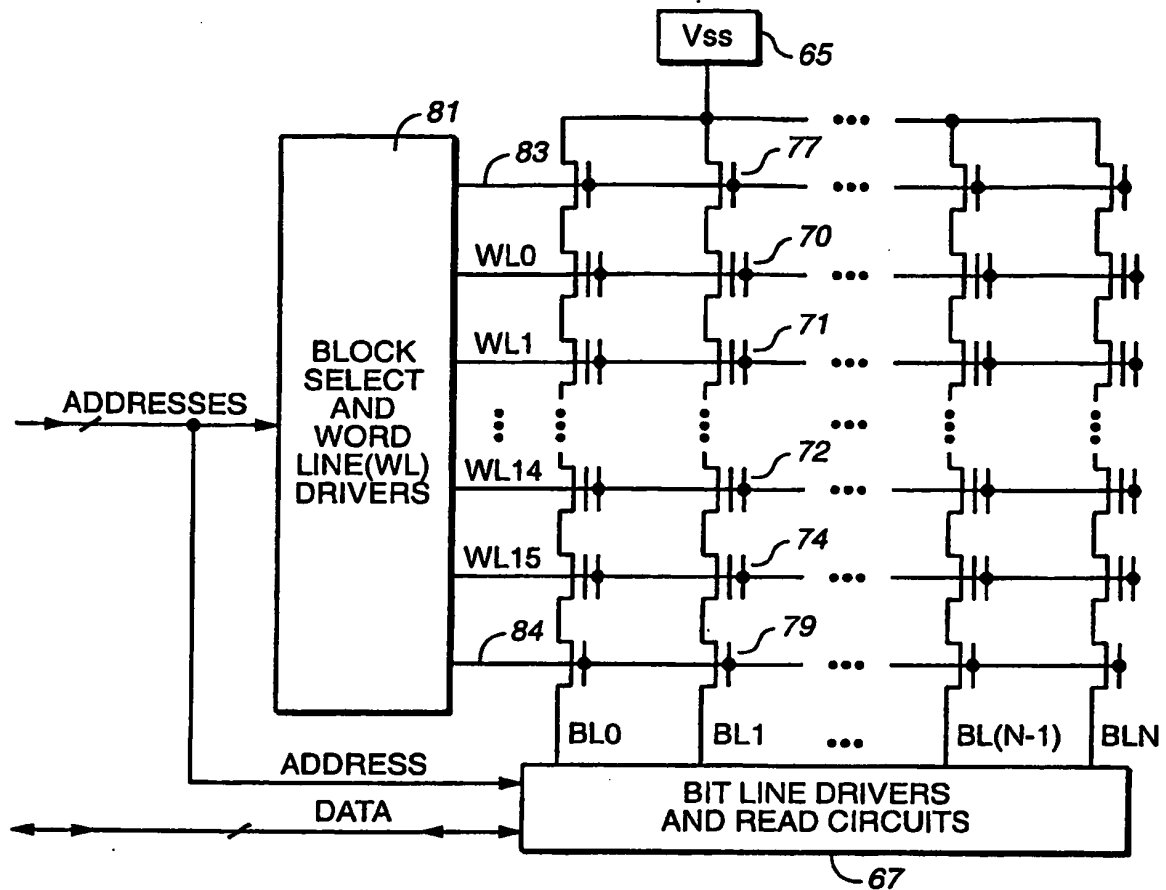 Vss
65
81
83
77
WL0
70
WL1
71
BLOCK
SELECT
AND
WORD
LINE(WL)
DRIVERS
ADDRESSES
WL14
72
WL15
74
84
79
BL0
BL1
BL(N-1)
BLN
ADDRESS
DATA
BIT LINE DRIVERS
AND READ CIRCUITS
67